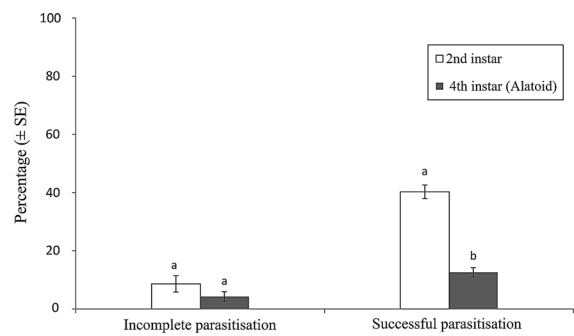 100
80
60
40
20
0
Percentage (± SE)
2nd instar
4th instar (Alatoid)
a
a
a
b
Incomplete parasitisation
Successful parasitisation